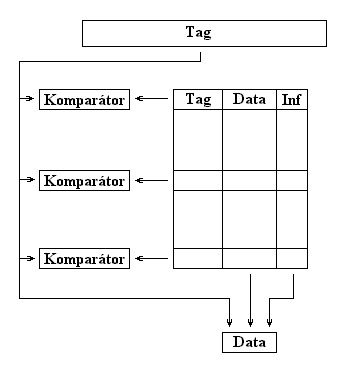 Tag
Komparátor
Tag Data Inf
Komparátor
Komparátor
Data